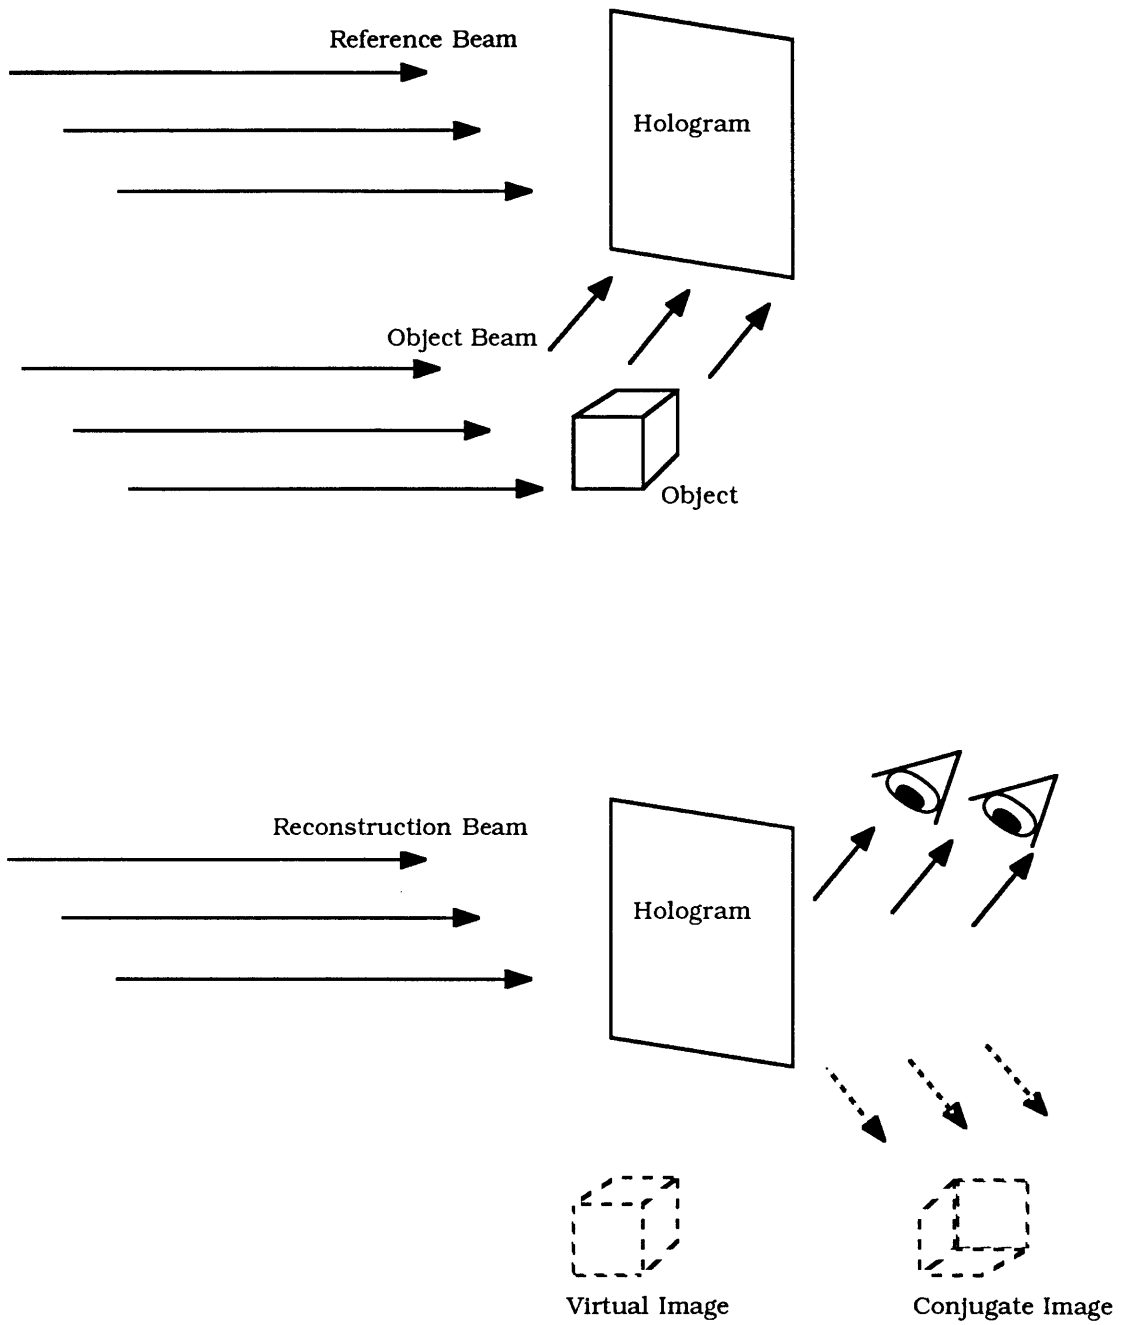 Reference Beam
Hologram
Object Beam
Object
Reconstruction Beam
Hologram
Virtual Image
Conjugate Image